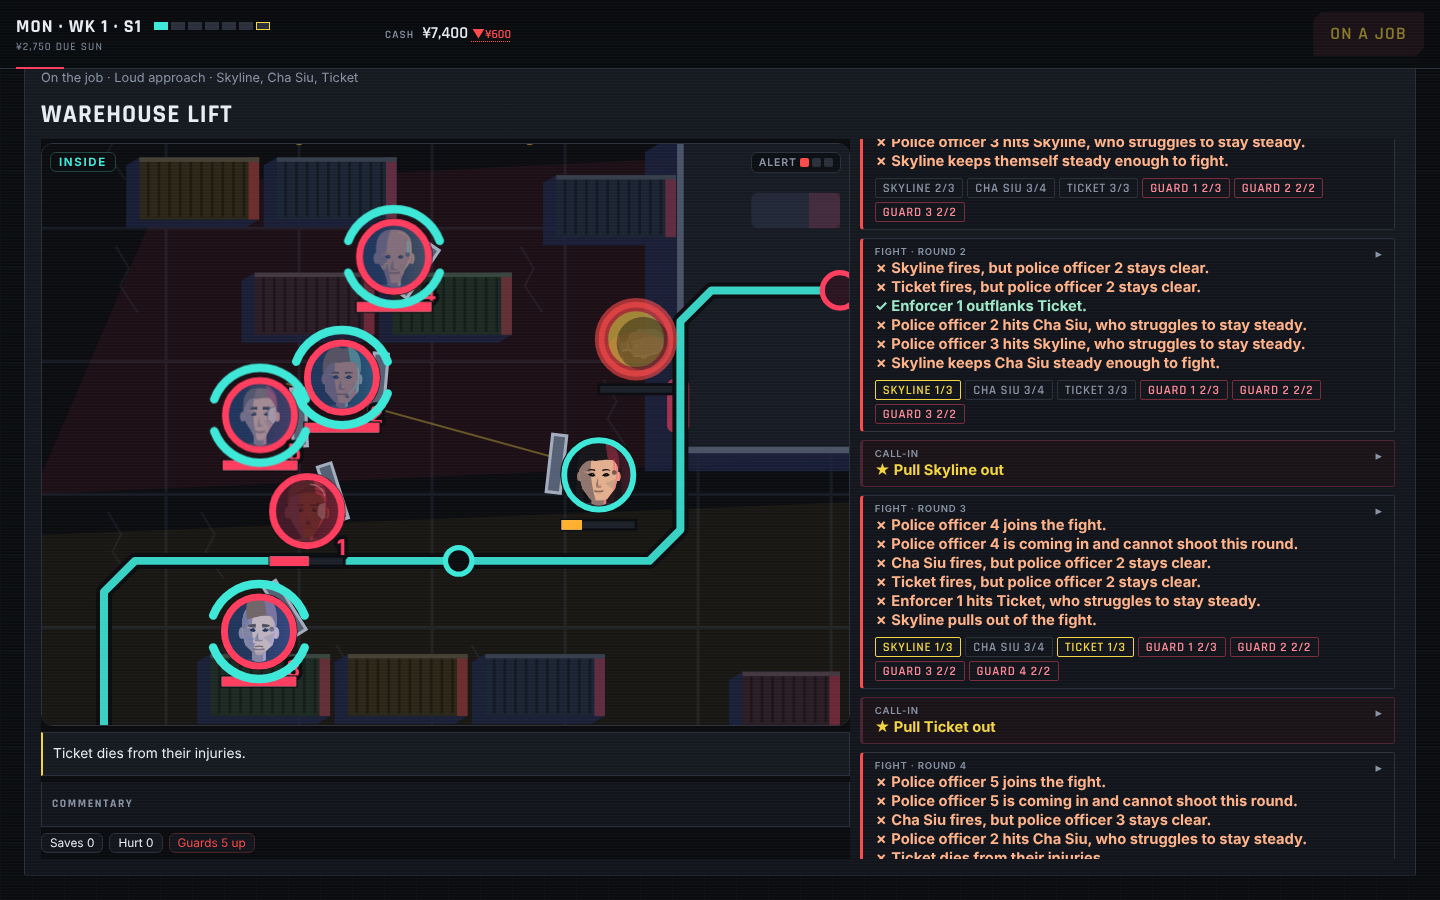 MON · WK 1 · S1
¥2,750 DUE SUN
CASH ¥7,400 ▼¥600
ON A JOB
On the job · Loud approach · Skyline, Cha Siu, Ticket
WAREHOUSE LIFT
INSIDE
ALERT
1
Ticket dies from their injuries.
COMMENTARY
Saves 0
Hurt 0
Guards 5 up
× Police officer 3 hits Skyline, who struggles to stay steady.
× Skyline keeps themself steady enough to fight.
SKYLINE 2/3 CHA SIU 3/4 TICKET 3/3 GUARD 1 2/3 GUARD 2 2/2
GUARD 3 2/2
FIGHT · ROUND 2
× Skyline fires, but police officer 2 stays clear.
× Ticket fires, but police officer 2 stays clear.
✓ Enforcer 1 outflanks Ticket.
× Police officer 2 hits Cha Siu, who struggles to stay steady.
× Police officer 3 hits Skyline, who struggles to stay steady.
× Skyline keeps Cha Siu steady enough to fight.
SKYLINE 1/3 CHA SIU 3/4 TICKET 3/3 GUARD 1 2/3 GUARD 2 2/2
GUARD 3 2/2
CALL-IN
★ Pull Skyline out
FIGHT · ROUND 3
× Police officer 4 joins the fight.
× Police officer 4 is coming in and cannot shoot this round.
× Cha Siu fires, but police officer 2 stays clear.
× Ticket fires, but police officer 2 stays clear.
× Enforcer 1 hits Ticket, who struggles to stay steady.
× Skyline pulls out of the fight.
SKYLINE 1/3 CHA SIU 3/4 TICKET 1/3 GUARD 1 2/3 GUARD 2 2/2
GUARD 3 2/2 GUARD 4 2/2
CALL-IN
★ Pull Ticket out
FIGHT · ROUND 4
× Police officer 5 joins the fight.
× Police officer 5 is coming in and cannot shoot this round.
× Cha Siu fires, but police officer 3 stays clear.
× Police officer 2 hits Cha Siu, who struggles to stay steady.
× Ticket dies from their injuries.